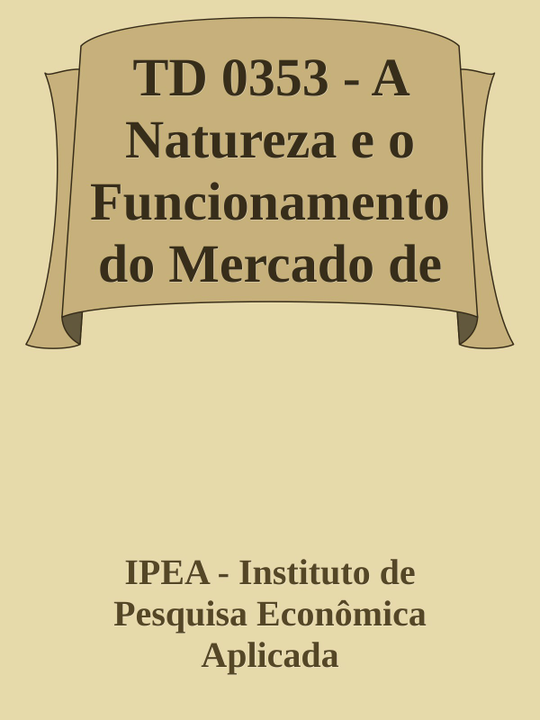 TD 0353 - A
Natureza e o
Funcionamento
do Mercado de
IPEA - Instituto de
Pesquisa Econômica
Aplicada